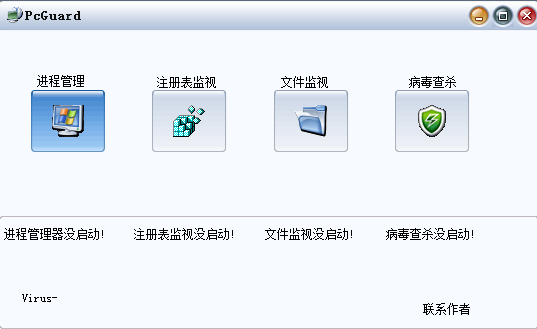 PcGuard
进程管理 注册表监视 文件监视 病毒查杀
进程管理器没启动! 注册表监视没启动! 文件监视没启动! 病毒查杀没启动!
Virus-
联系作者